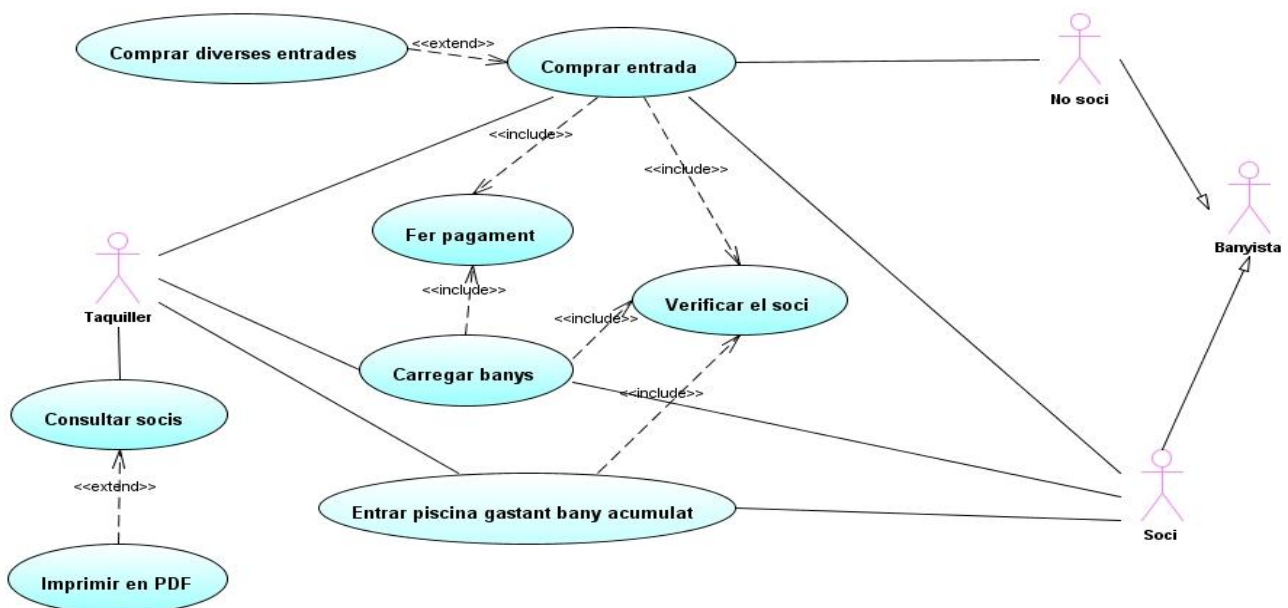 Comprar diverses entrades
<<extend>>
Comprar entrada
No soci
<<include>>
<<include>>
Fer pagament
Banyista
Taquiller
<<include>>
Verificar el soci
<<include>>
Carregar banys
<<include>>
Consultar socis
<<extend>>
Entrar piscina gastant bany acumulat
Soci
Imprimir en PDF